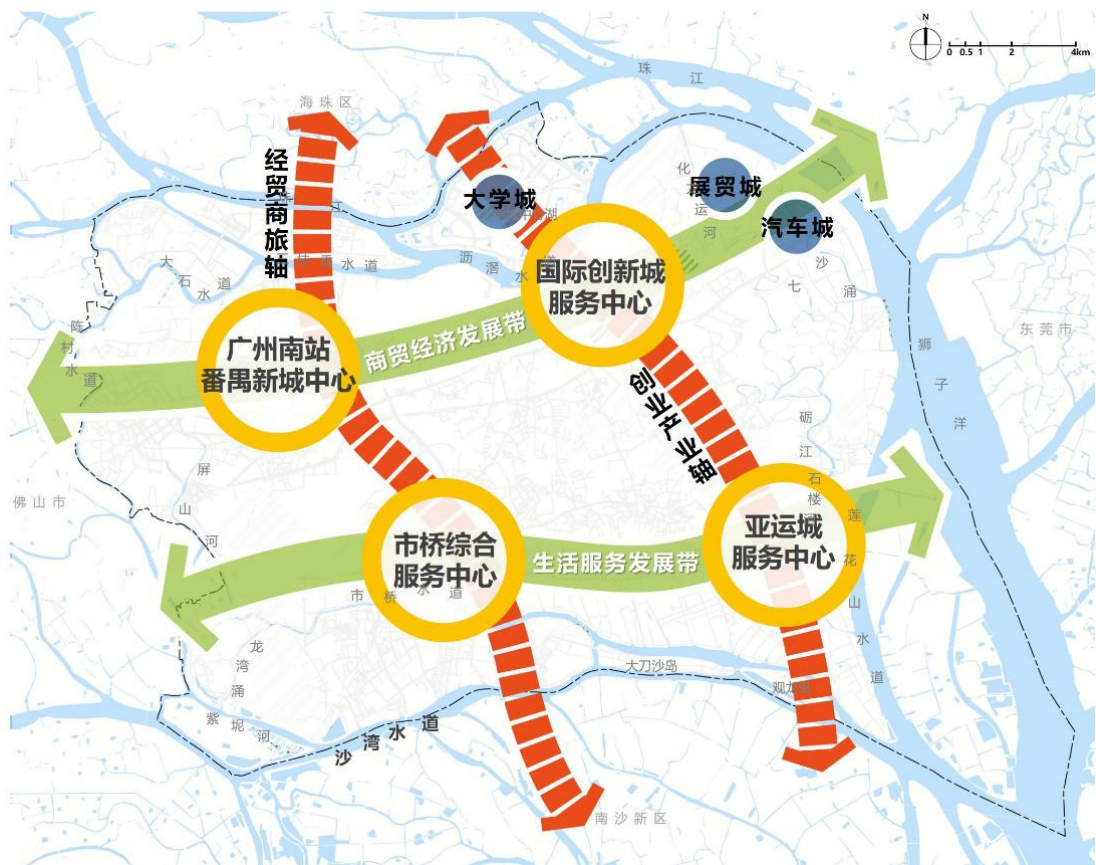 N
0 0.5 1 2 4km
珠江
海珠区
经贸商旅轴
大学城
展贸城
汽车城
大石水道
沥滘水道
国际创新城
服务中心
沙
七
涌
东莞市
狮子洋
陈村水道
广州南站
番禺新城中心
商贸经济发展带
创业产业轴
砺江
石楼河
佛山市
屏山河
市桥综合
服务中心
生活服务发展带
亚运城
服务中心
莲花山水道
市桥水道
龙湾涌
紫坭河
大刀沙岛
沙湾水道
南沙新区